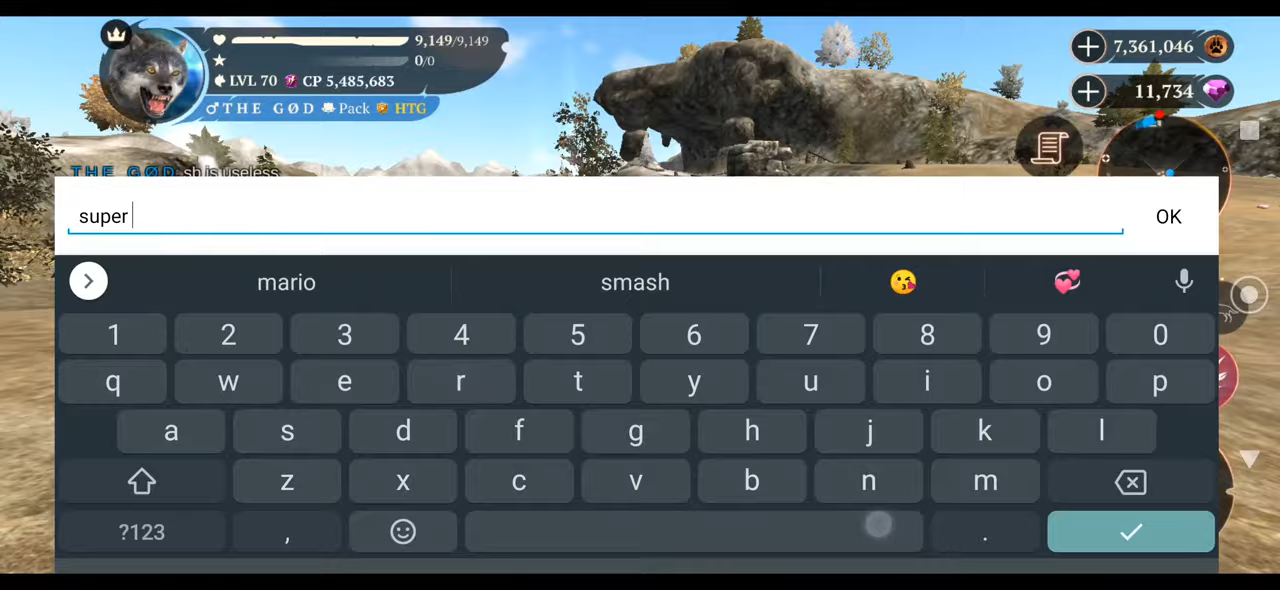 9,149/9,149
0/0
LVL 70 CP 5,485,683
♂THE GØD Pack HTG
7,361,046
11,734
THE GØD sb is useless
super
OK
mario smash
1 2 3 4 5 6 7 8 9 0
q w e r t y u i o p
a s d f g h j k l
z x c v b n m
?123 , .